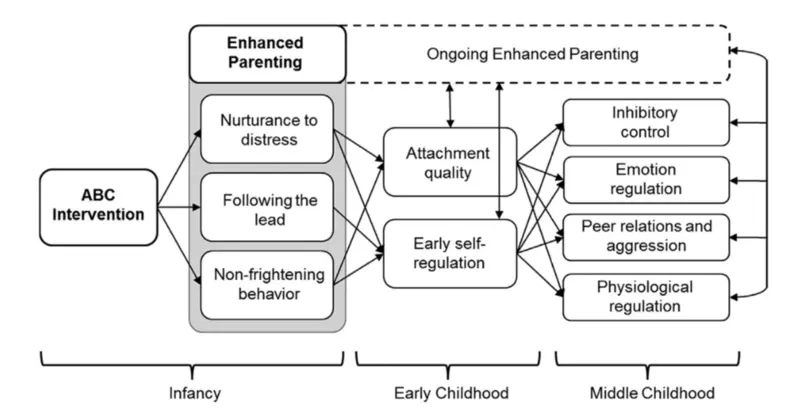 Enhanced
Parenting
Ongoing Enhanced Parenting
ABC
Intervention
Nurturance to
distress
Following the
lead
Non-frightening
behavior
Attachment
quality
Early self-
regulation
Inhibitory
control
Emotion
regulation
Peer relations and
aggression
Physiological
regulation
Infancy
Early Childhood
Middle Childhood